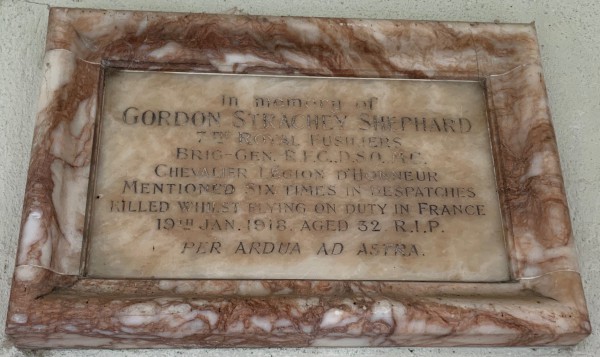 In memory of
GORDON STRACHEY SHEPHARD
7TH ROYAL FUSILIERS
BRIG-GEN. R.F.C., D.S.O., M.C.
CHEVALIER LÉGION D'HONNEUR
MENTIONED SIX TIMES IN DESPATCHES
KILLED WHILST FLYING ON DUTY IN FRANCE
19TH JAN. 1918. AGED 32. R.I.P.
PER ARDUA AD ASTRA.